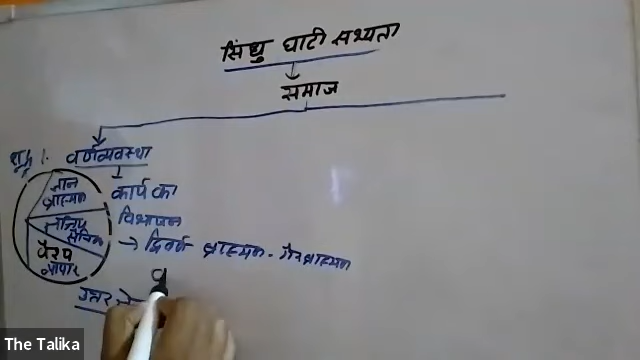 सिंधु घाटी सभ्यता
समाज
1. वर्णव्यवस्था
कार्य का
विभाजन
→ द्विवर्ण ब्राह्मण - गैरब्राह्मण
ज्ञान
ब्राह्मण
क्षत्रिय
सैनिक
वैश्य
व्यापार
उत्तर
The Talika